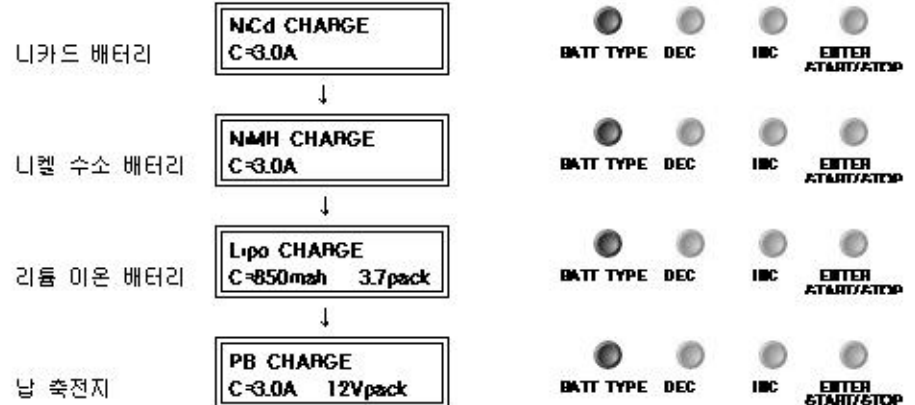 니카드 배터리
NiCd CHARGE
C=3.0A
BATT TYPE DEC INC ENTER
START/STOP
↓
니켈 수소 배터리
NiMH CHARGE
C=3.0A
BATT TYPE DEC INC ENTER
START/STOP
↓
리튬 이온 배터리
Lipo CHARGE
C=850mah 3.7pack
BATT TYPE DEC INC ENTER
START/STOP
↓
납 축전지
PB CHARGE
C=3.0A 12Vpack
BATT TYPE DEC INC ENTER
START/STOP